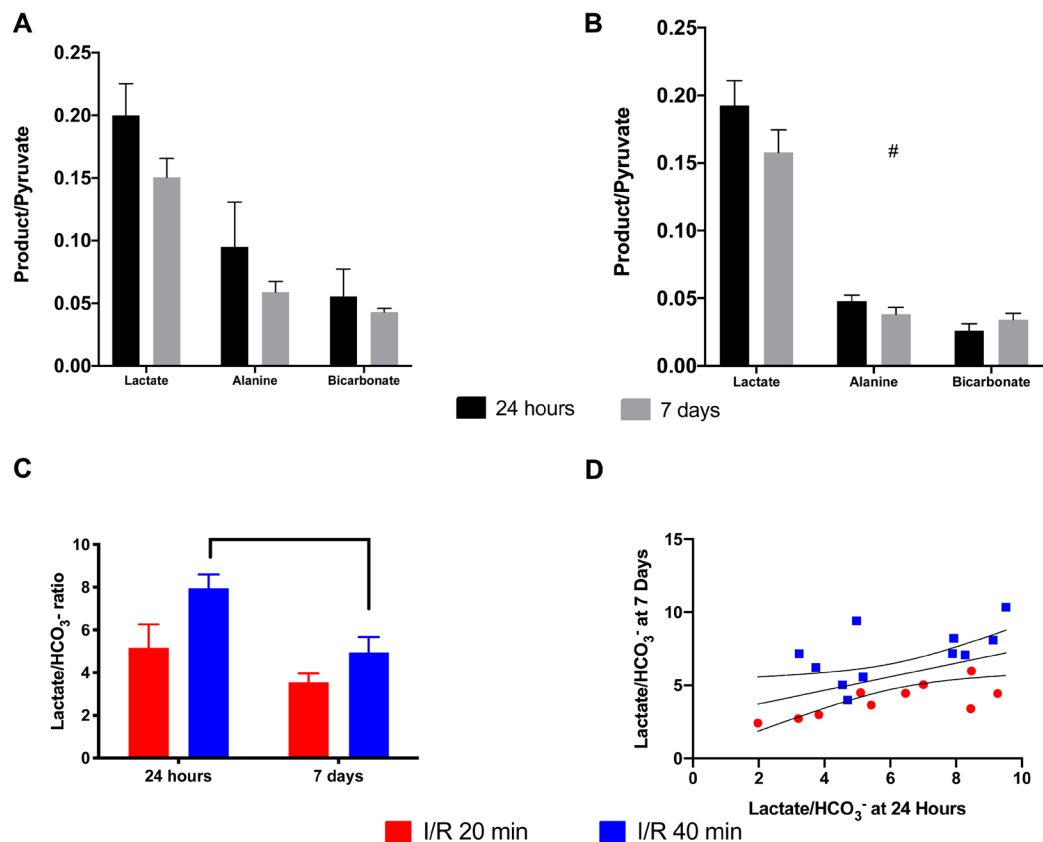 A
Product/Pyruvate
0.25
0.20
0.15
0.10
0.05
0.00
Lactate Alanine Bicarbonate
B
Product/Pyruvate
0.25
0.20
0.15
0.10
0.05
0.00
#
Lactate Alanine Bicarbonate
24 hours 7 days
C
Lactate/HCO₃- ratio
10
8
6
4
2
0
24 hours 7 days
D
Lactate/HCO₃⁻ at 7 Days
15
10
5
0
0 2 4 6 8 10
Lactate/HCO₃⁻ at 24 Hours
I/R 20 min I/R 40 min